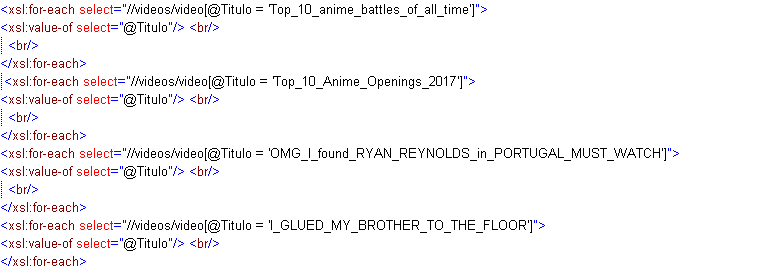 <xsl:for-each select="//videos/video[@Titulo = 'Top_10_anime_battles_of_all_time']">
<xsl:value-of select="@Titulo"/> <br/>
<br/>
</xsl:for-each>
<xsl:for-each select="//videos/video[@Titulo = 'Top_10_Anime_Openings_2017']">
<xsl:value-of select="@Titulo"/> <br/>
<br/>
</xsl:for-each>
<xsl:for-each select="//videos/video[@Titulo = 'OMG_I_found_RYAN_REYNOLDS_in_PORTUGAL_MUST_WATCH']">
<xsl:value-of select="@Titulo"/> <br/>
<br/>
</xsl:for-each>
<xsl:for-each select="//videos/video[@Titulo = 'I_GLUED_MY_BROTHER_TO_THE_FLOOR']">
<xsl:value-of select="@Titulo"/> <br/>
</xsl:for-each>